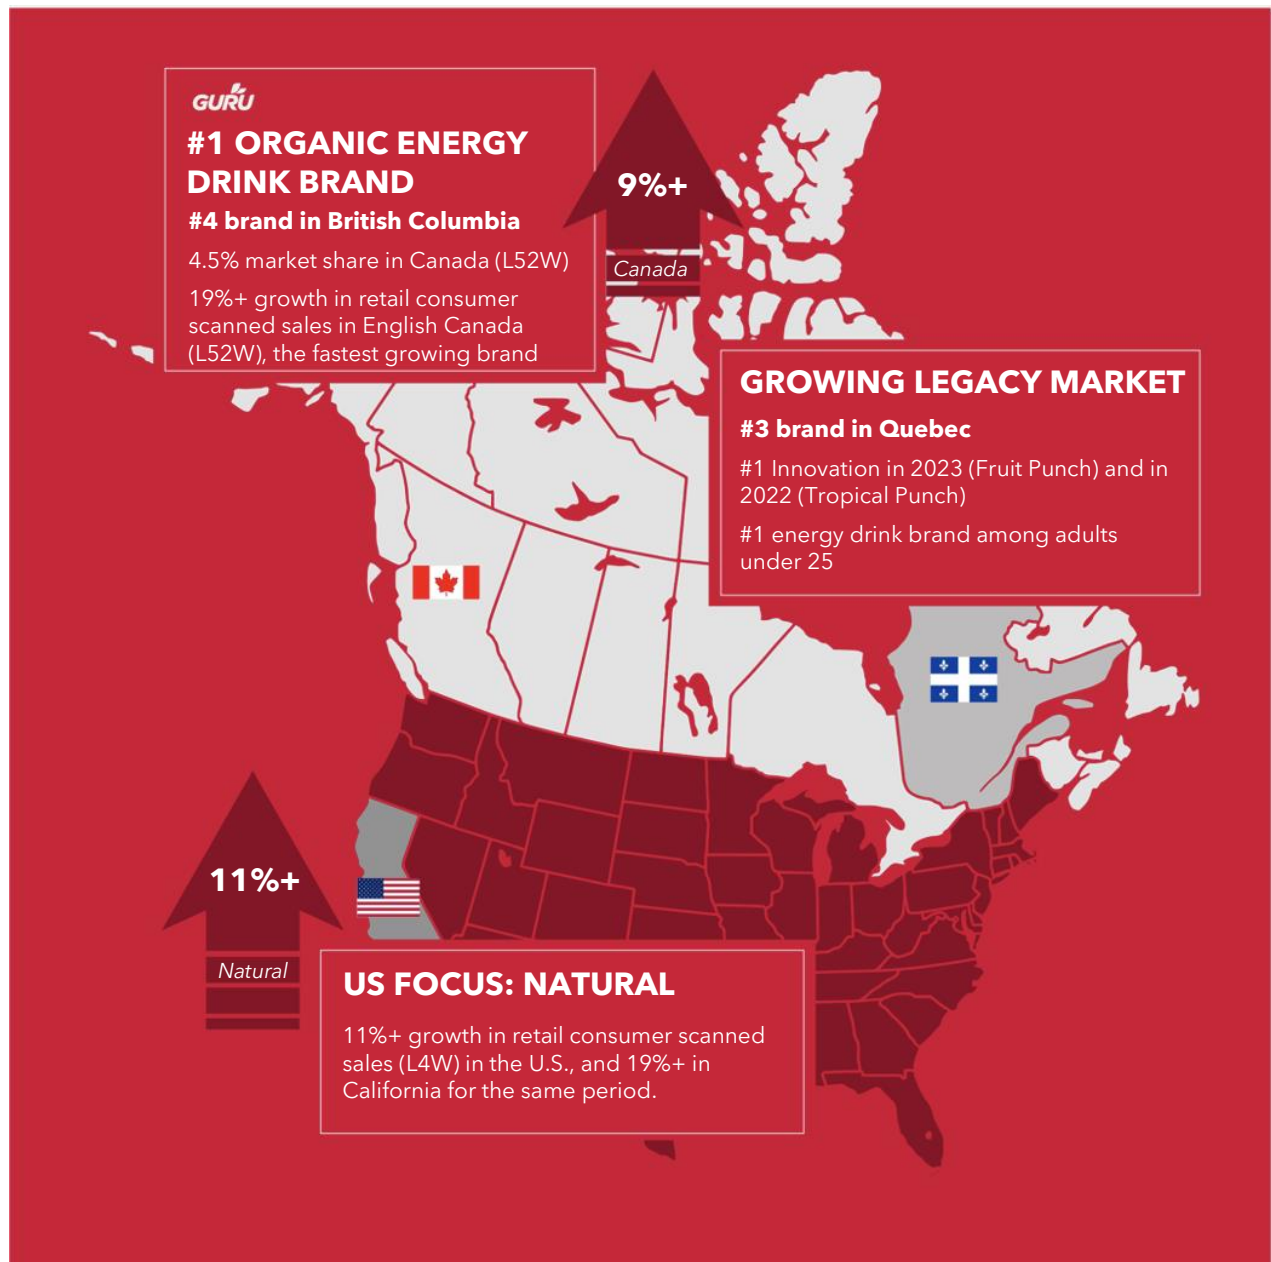 GURU
#1 ORGANIC ENERGY
DRINK BRAND
#4 brand in British Columbia
4.5% market share in Canada (L52W)
19%+ growth in retail consumer
scanned sales in English Canada
(L52W), the fastest growing brand
9%+
Canada
GROWING LEGACY MARKET
#3 brand in Quebec
#1 Innovation in 2023 (Fruit Punch) and in
2022 (Tropical Punch)
#1 energy drink brand among adults
under 25
11%+
Natural
US FOCUS: NATURAL
11%+ growth in retail consumer scanned
sales (L4W) in the U.S., and 19%+ in
California for the same period.